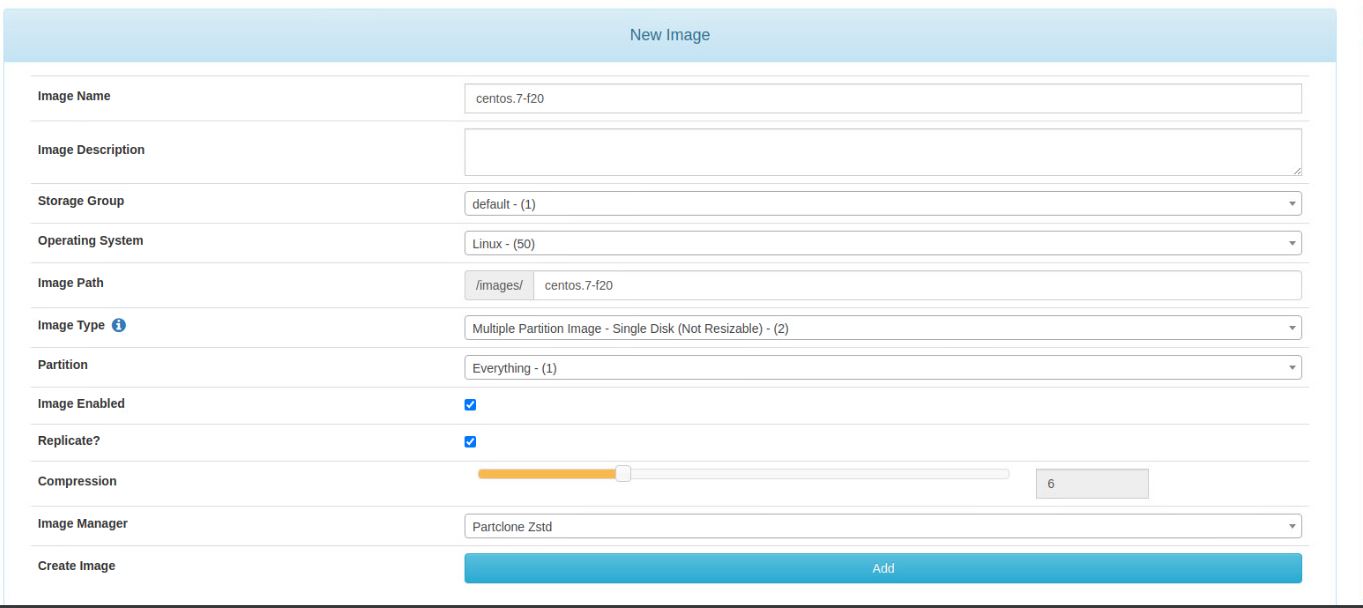 New Image
Image Name centos.7-f20
Image Description
Storage Group default - (1)
Operating System Linux - (50)
Image Path /images/ centos.7-f20
Image Type Multiple Partition Image - Single Disk (Not Resizable) - (2)
Partition Everything - (1)
Image Enabled
Replicate?
Compression 6
Image Manager Partclone Zstd
Create Image Add